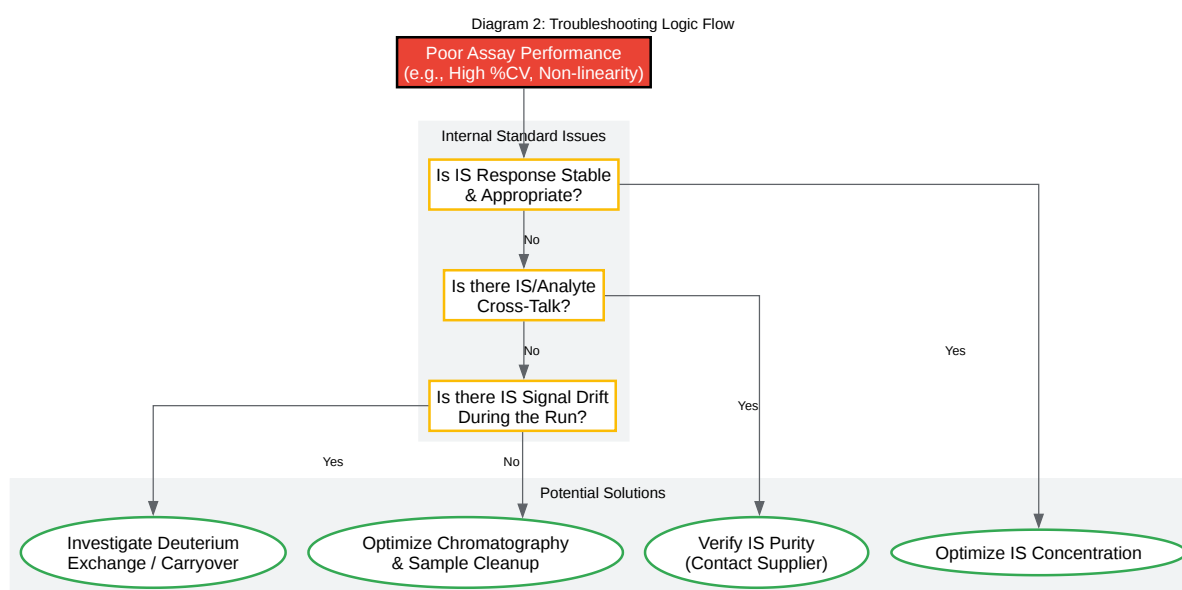 Diagram 2: Troubleshooting Logic Flow
Poor Assay Performance
(e.g., High %CV, Non-linearity)
Internal Standard Issues
Is IS Response Stable
& Appropriate?
No
Is there IS/Analyte
Cross-Talk?
No
Yes
Is there IS Signal Drift
During the Run?
Yes
Yes
No
Potential Solutions
Investigate Deuterium
Exchange / Carryover
Optimize Chromatography
& Sample Cleanup
Verify IS Purity
(Contact Supplier)
Optimize IS Concentration